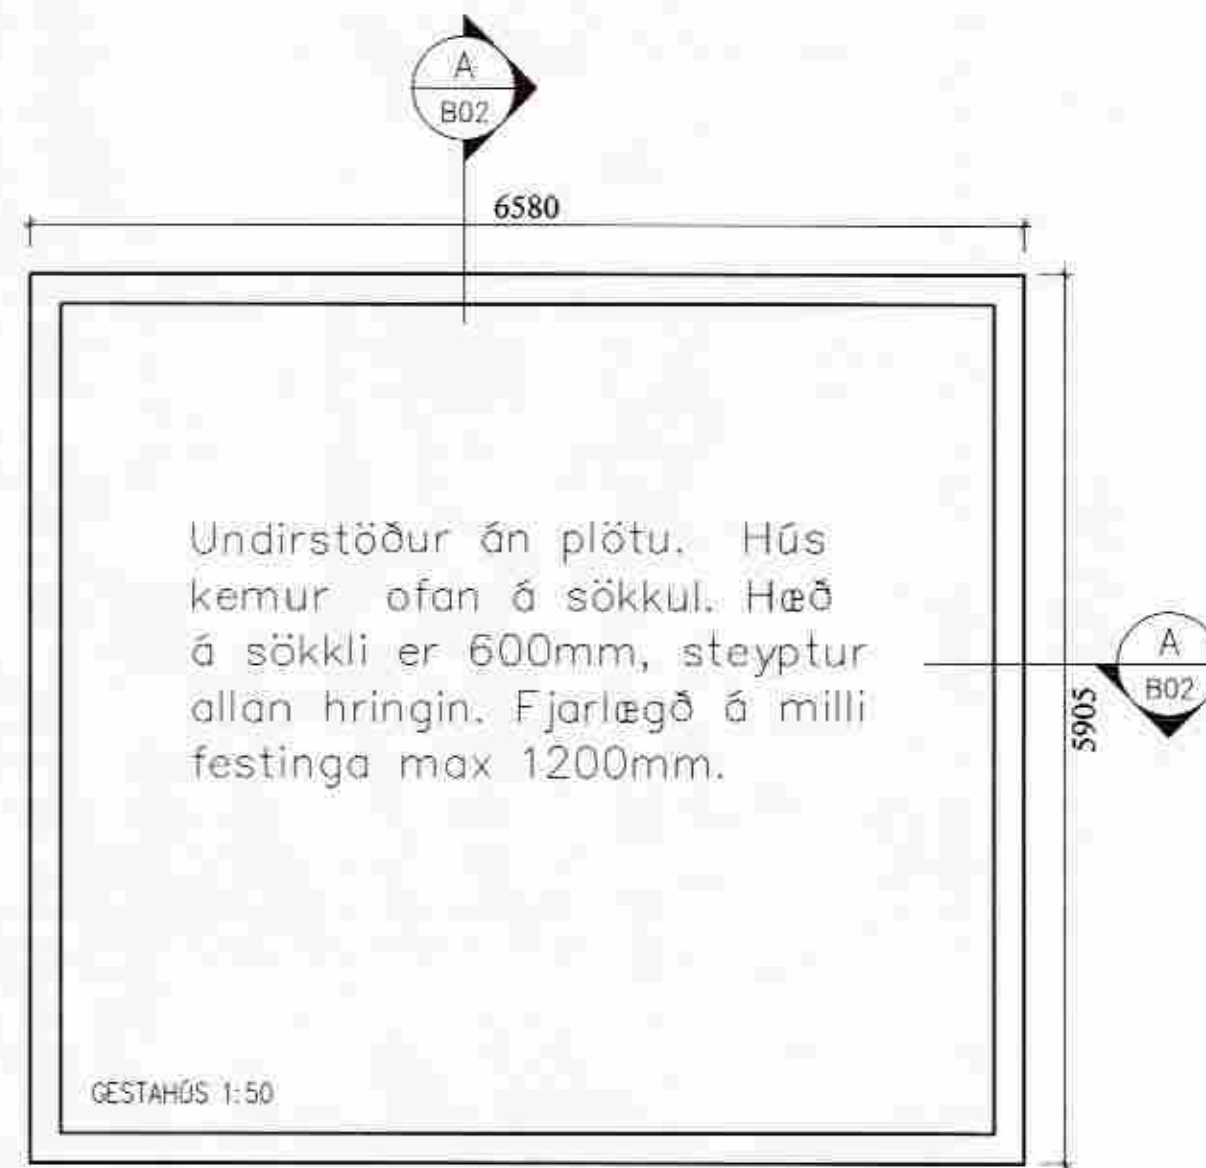 A
B02
6580
Undirstöður án plötu. Hús
kemur ofan á sökkul. Hæð
á sökkli er 600mm, steyptur
allan hringin. Fjarlægð á milli
festinga max 1200mm.
A
B02
5905
GESTAHÚS 1:50